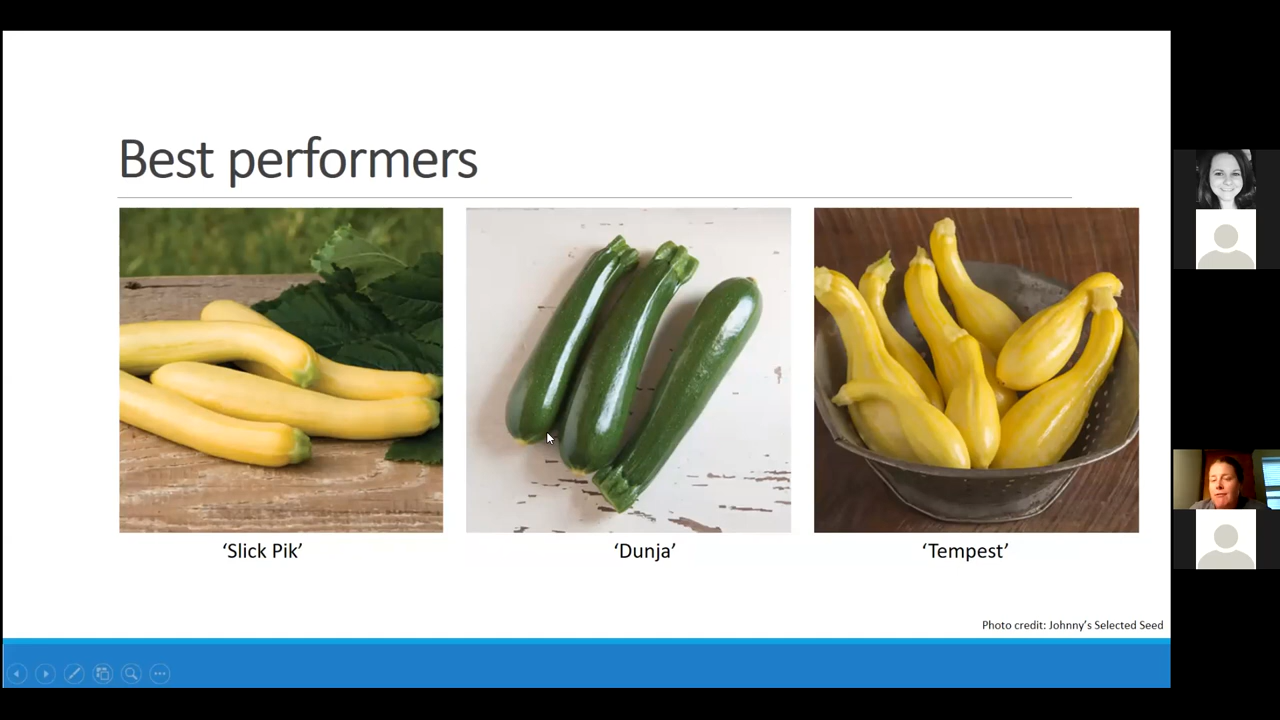 Best performers
‘Slick Pik’
‘Dunja’
‘Tempest’
Photo credit: Johnny’s Selected Seed